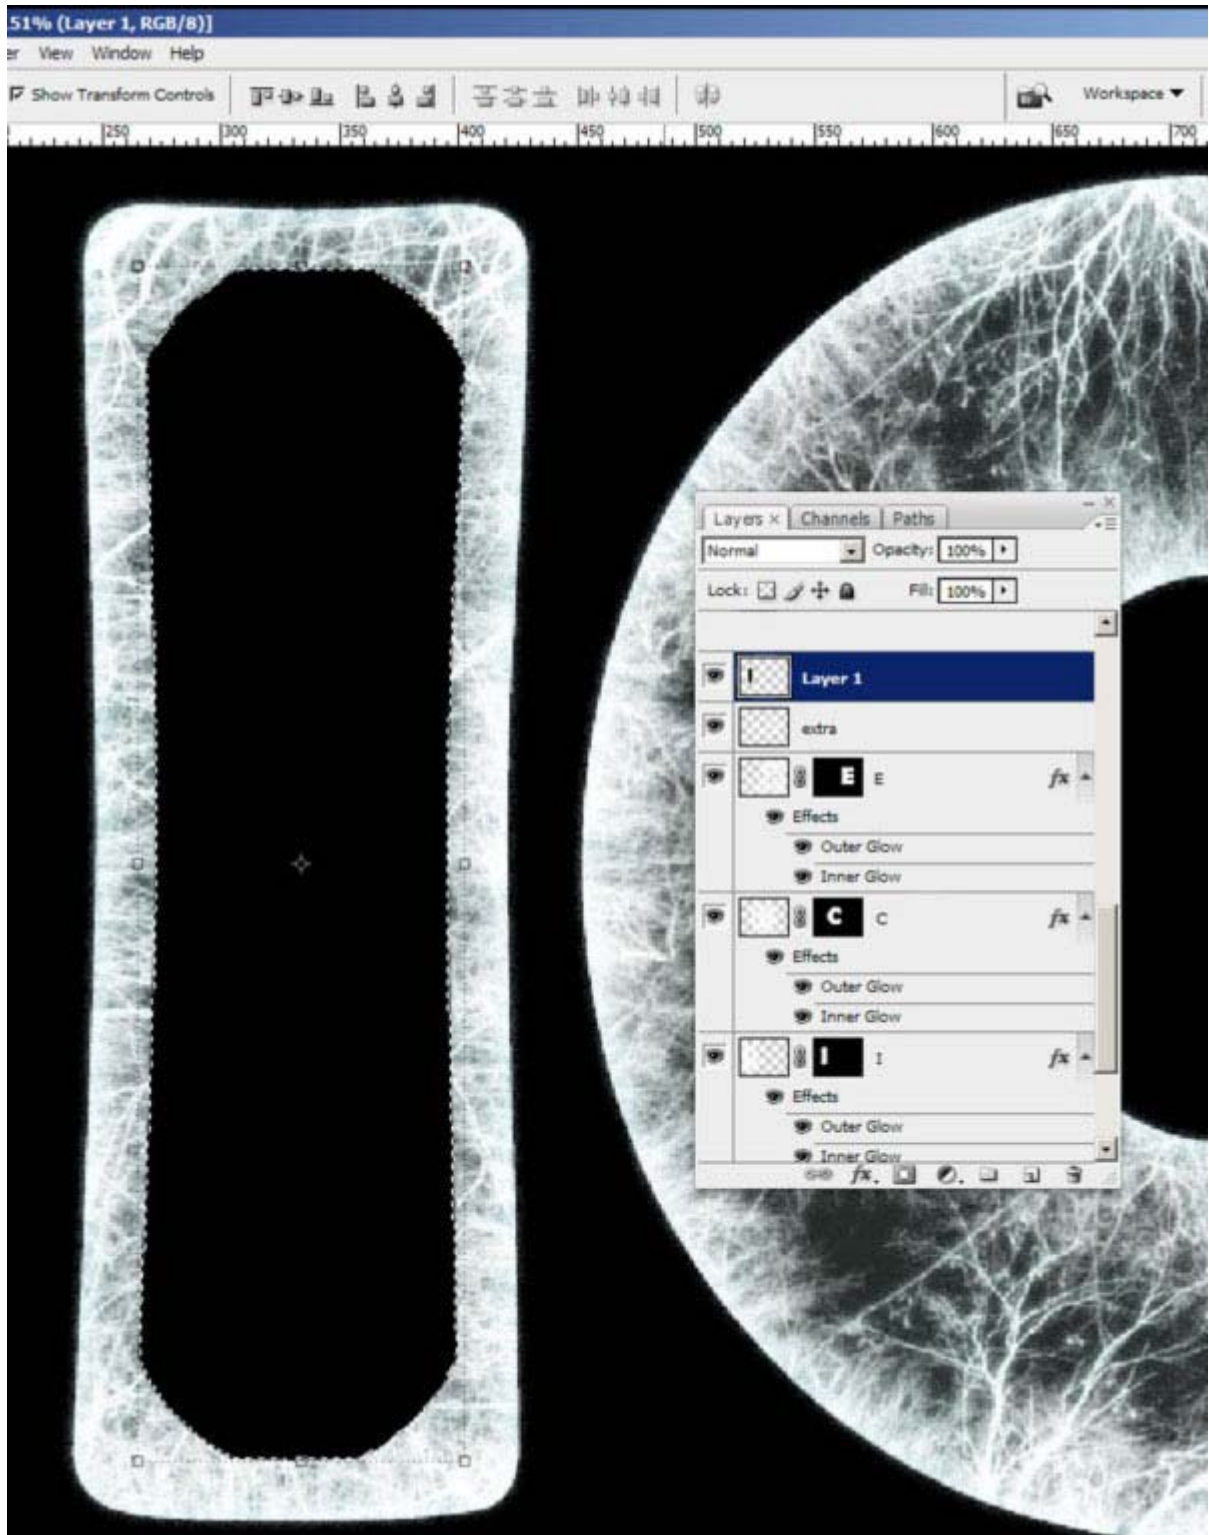 51% (Layer 1, RGB/8)]
er View Window Help
Show Transform Controls
Workspace
250 300 350 400 450 500 550 600 650 700
Layers × Channels Paths
Normal Opacity: 100%
Lock: Fill: 100%
Layer 1
extra
E E fx
Effects
Outer Glow
Inner Glow
C C fx
Effects
Outer Glow
Inner Glow
I I fx
Effects
Outer Glow
Inner Glow
fx.